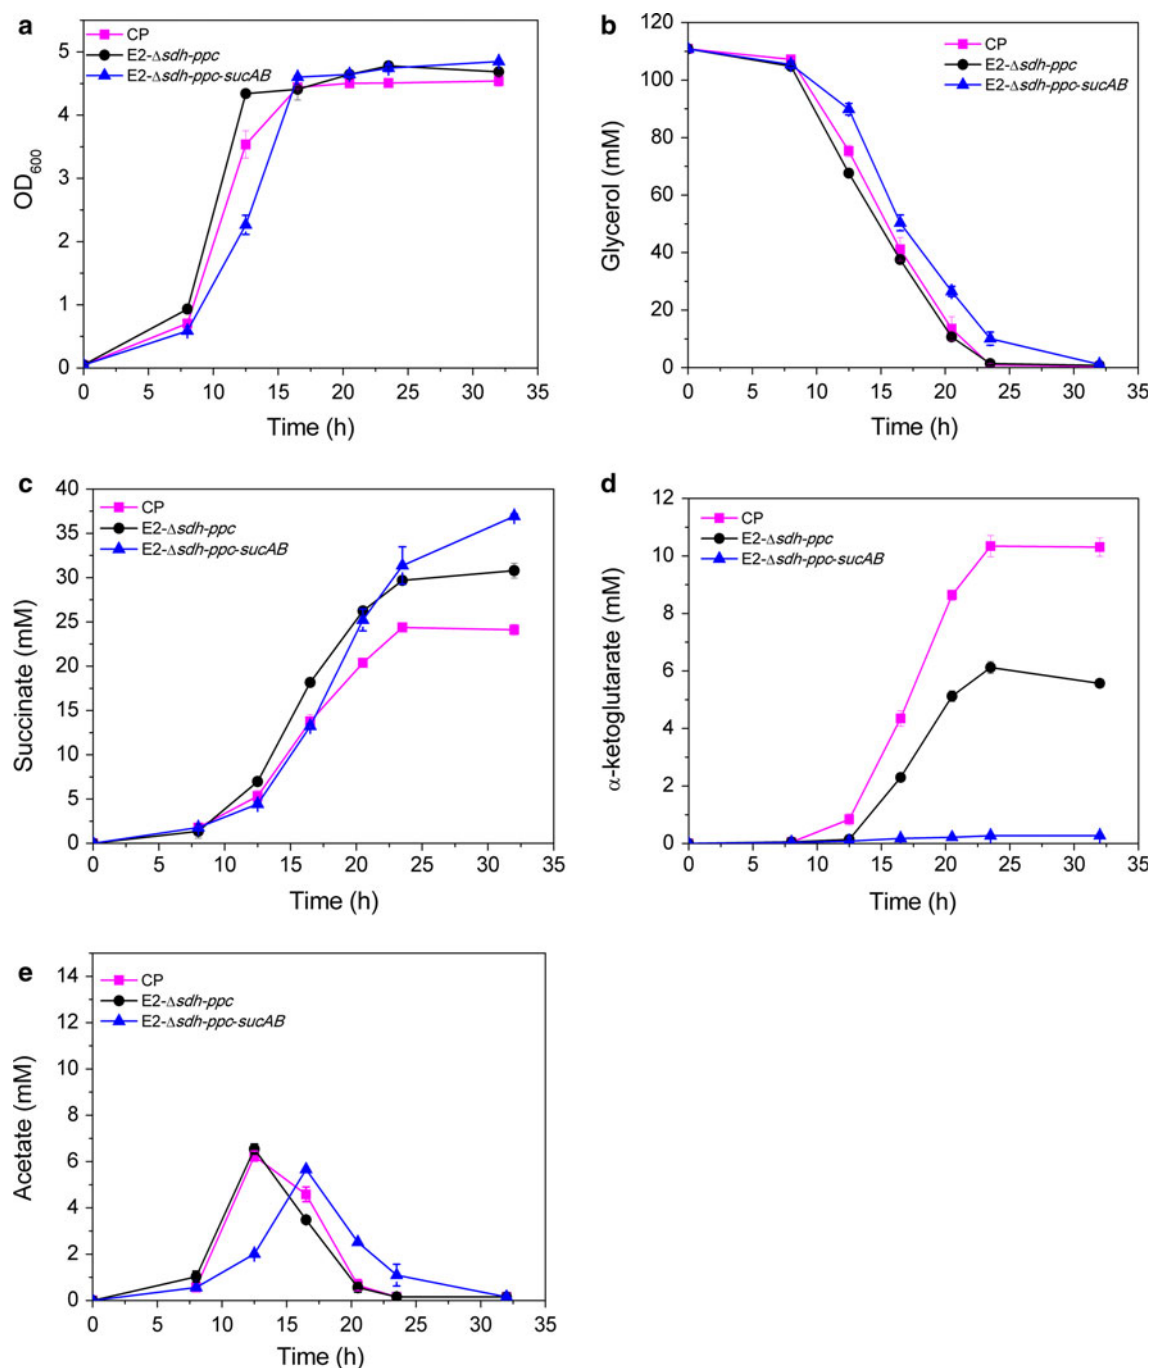 a
CP
E2-Δsdh-ppc
E2-Δsdh-ppc-sucAB
5
4
3
2
1
0
OD600
0 5 10 15 20 25 30 35
Time (h)
b
CP
E2-Δsdh-ppc
E2-Δsdh-ppc-sucAB
120
100
80
60
40
20
0
Glycerol (mM)
0 5 10 15 20 25 30 35
Time (h)
c
CP
E2-Δsdh-ppc
E2-Δsdh-ppc-sucAB
40
35
30
25
20
15
10
5
0
Succinate (mM)
0 5 10 15 20 25 30 35
Time (h)
d
CP
E2-Δsdh-ppc
E2-Δsdh-ppc-sucAB
12
10
8
6
4
2
0
α-ketoglutarate (mM)
0 5 10 15 20 25 30 35
Time (h)
e
CP
E2-Δsdh-ppc
E2-Δsdh-ppc-sucAB
14
12
10
8
6
4
2
0
Acetate (mM)
0 5 10 15 20 25 30 35
Time (h)